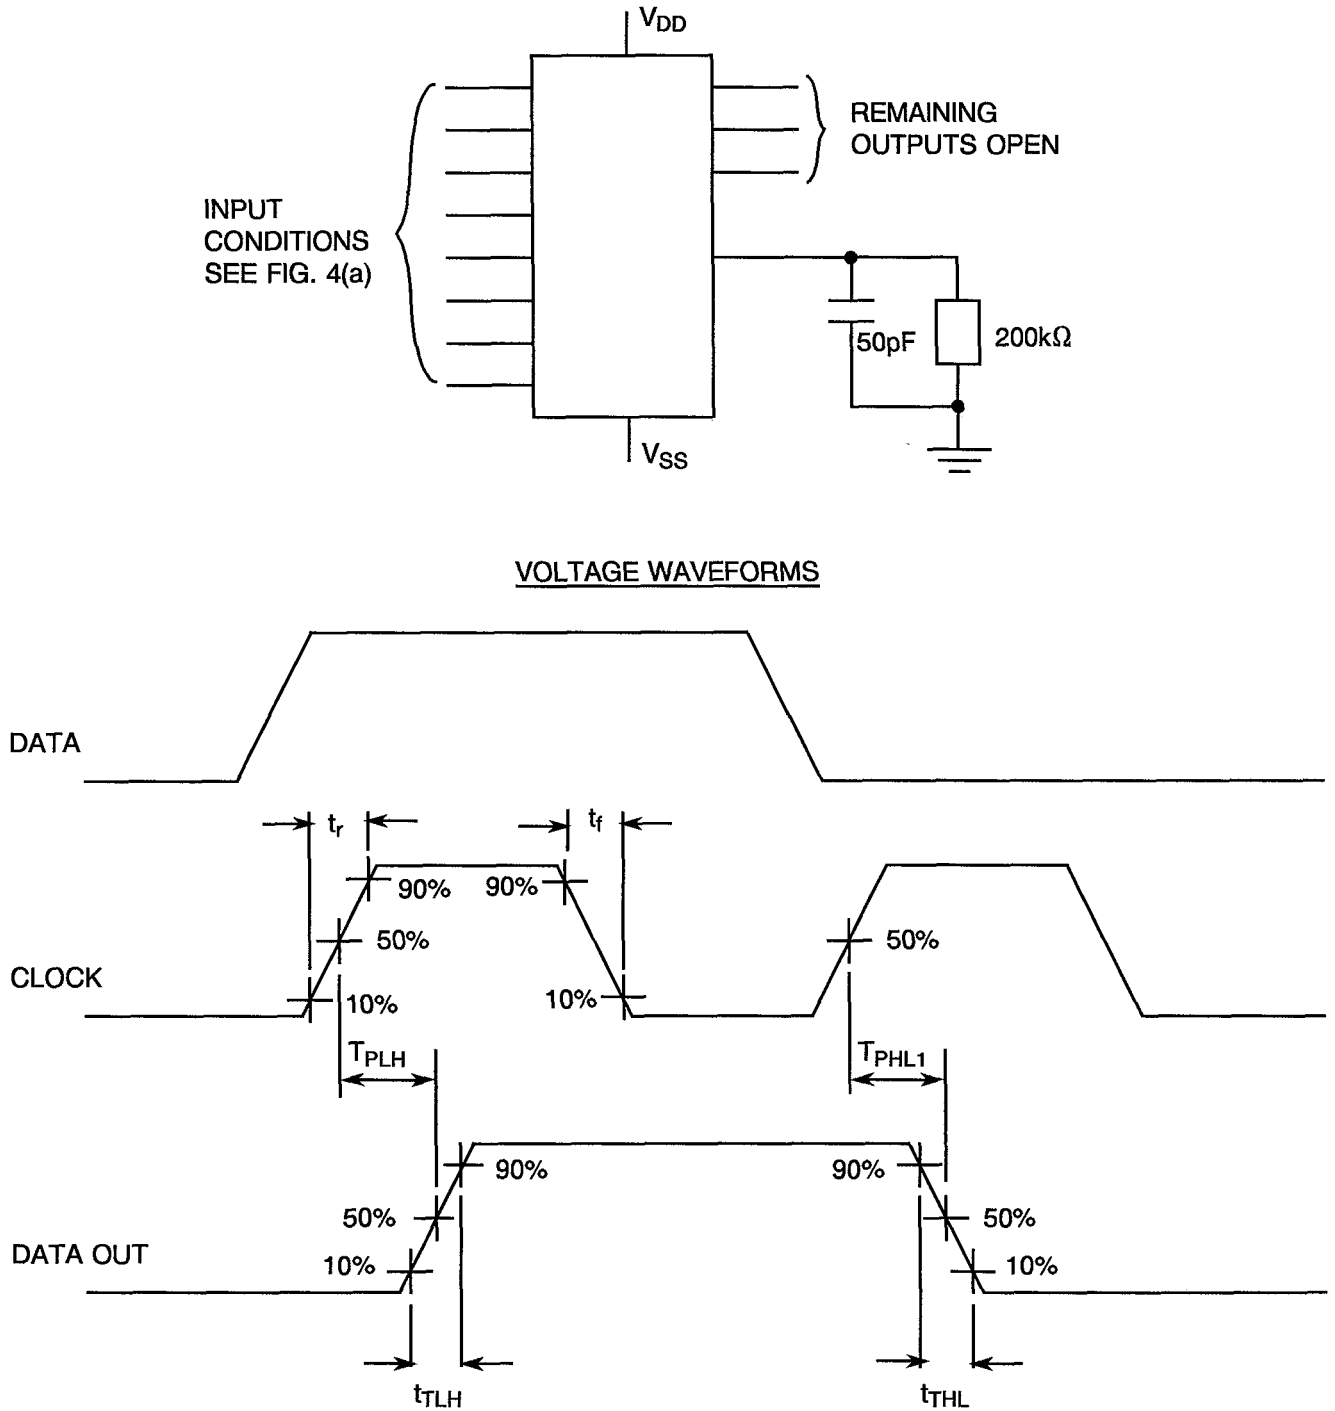 VDD
REMAINING
OUTPUTS OPEN
INPUT
CONDITIONS
SEE FIG. 4(a)
50pF
200kΩ
VSS
VOLTAGE WAVEFORMS
DATA
tr
tf
90%
90%
50%
50%
CLOCK
10%
10%
TPLH
TPHL1
90%
90%
50%
50%
DATA OUT
10%
10%
tTLH
tTHL